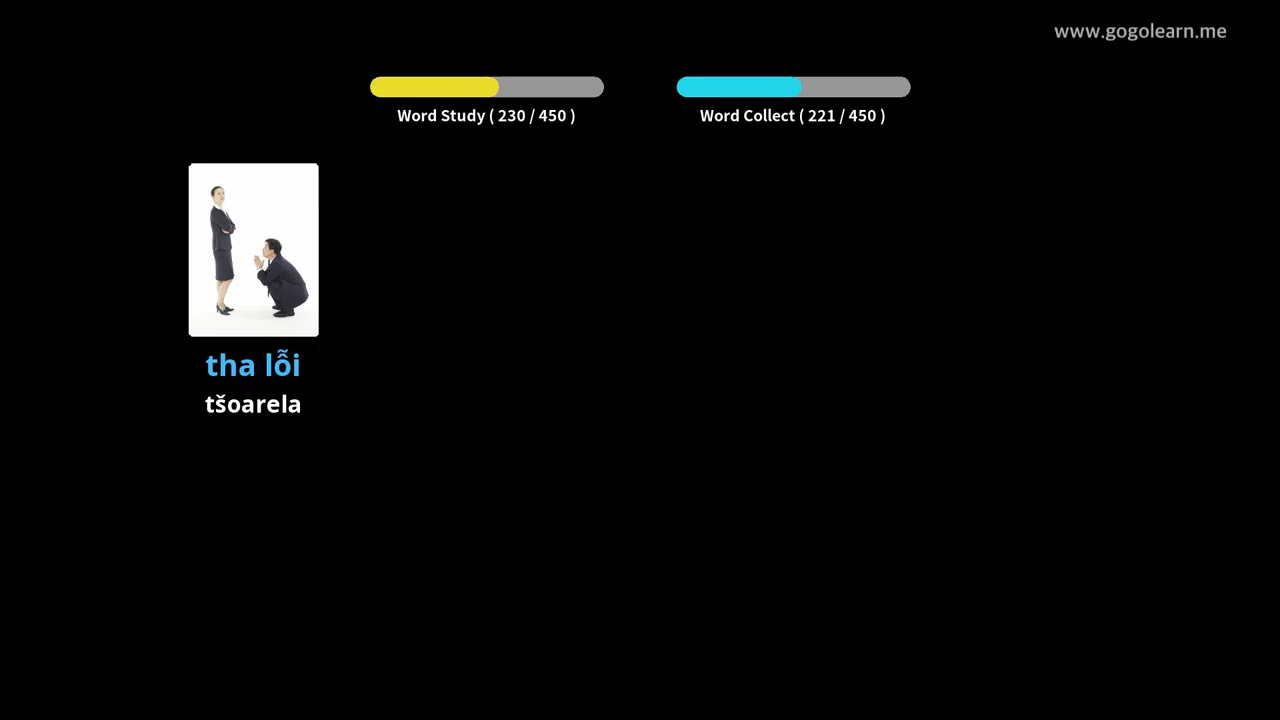 www.gogolearn.me
Word Study ( 230 / 450 )
Word Collect ( 221 / 450 )
tha lỗi
tšoarela